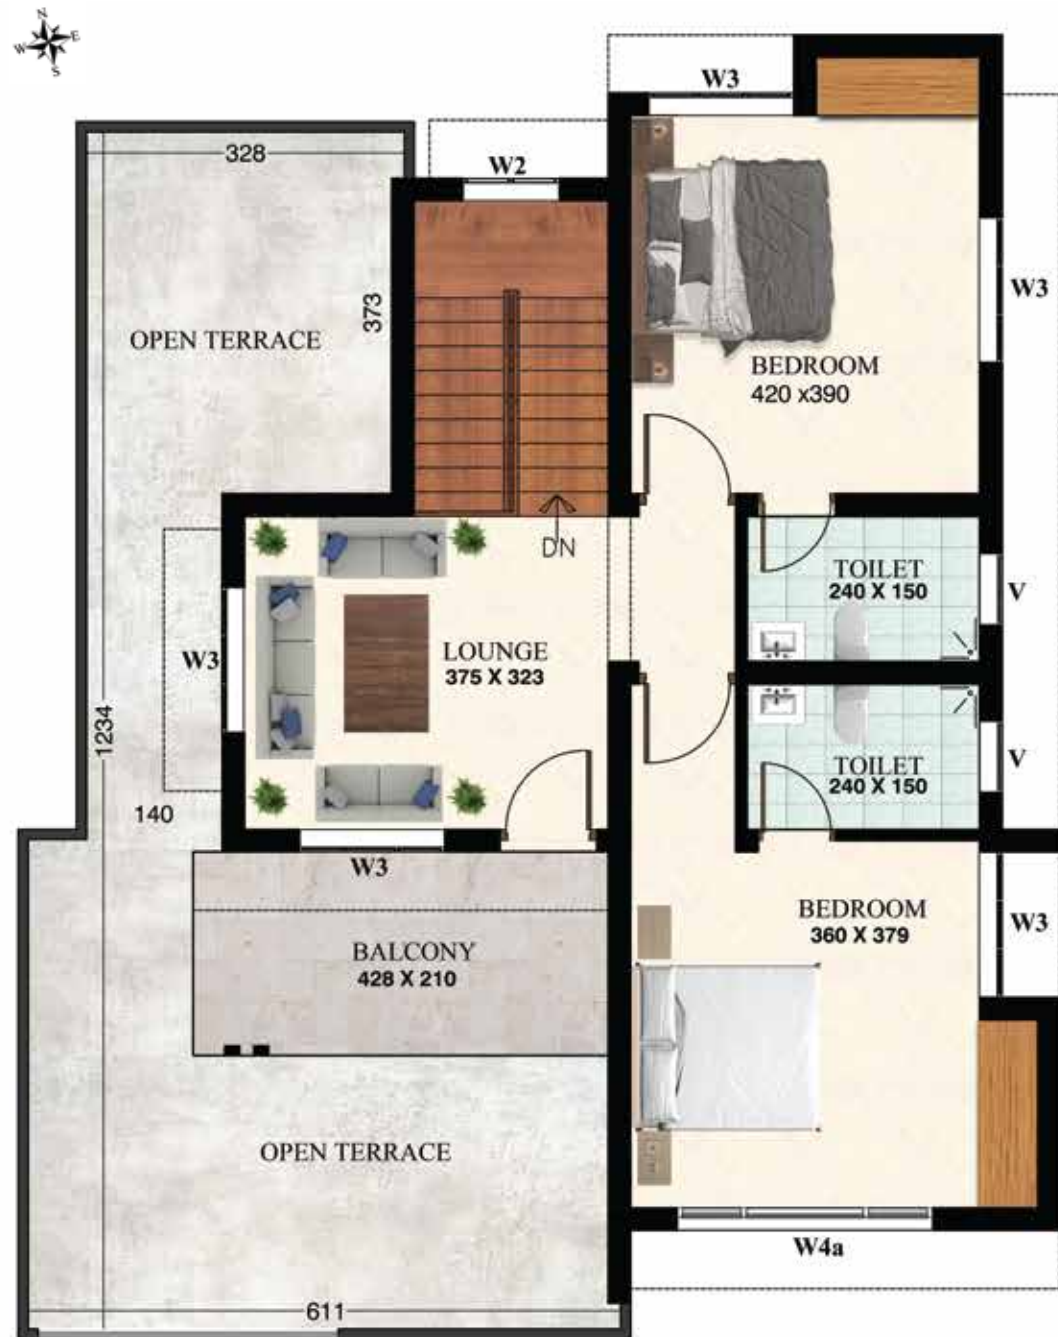 N
W E
S
W3
328
W2
373
OPEN TERRACE
W3
BEDROOM
420 x390
DN
TOILET
240 X 150
V
LOUNGE
375 X 323
W3
1234
TOILET
240 X 150
V
140
W3
BEDROOM
360 X 379
W3
BALCONY
428 X 210
OPEN TERRACE
W4a
611